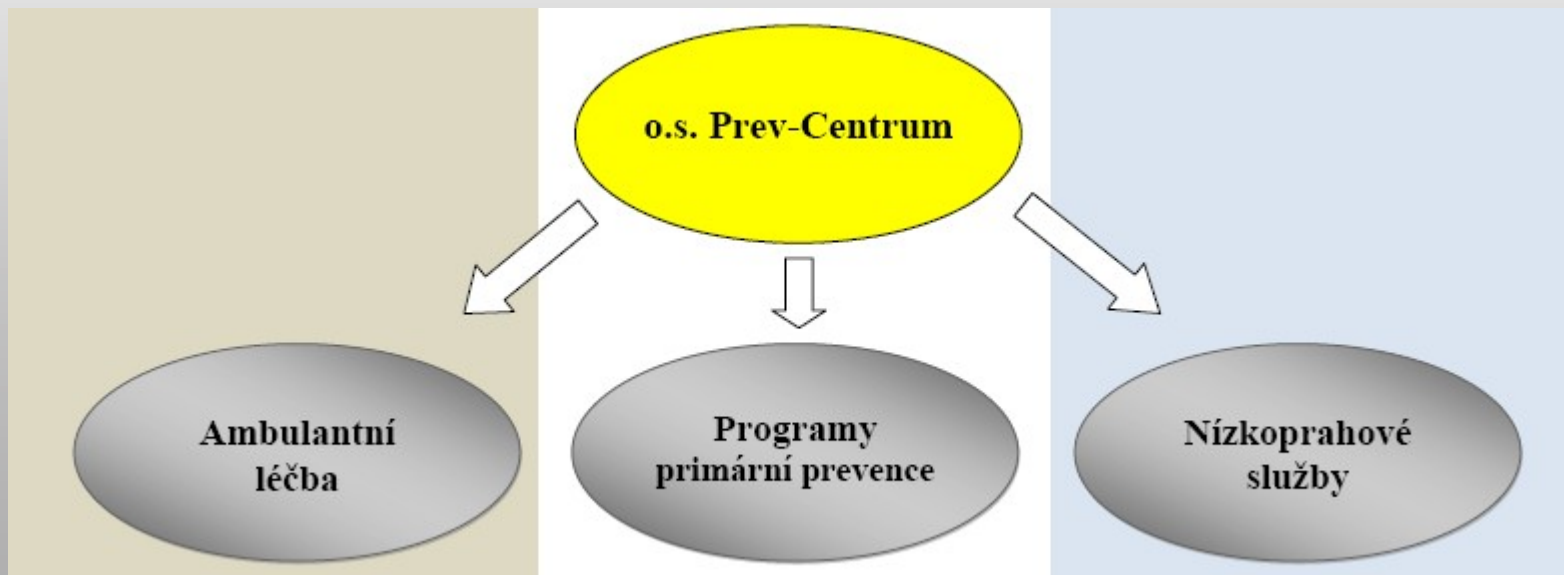 o.s. Prev-Centrum
Ambulantní
léčba
Programy
primární prevence
Nízkoprahové
služby